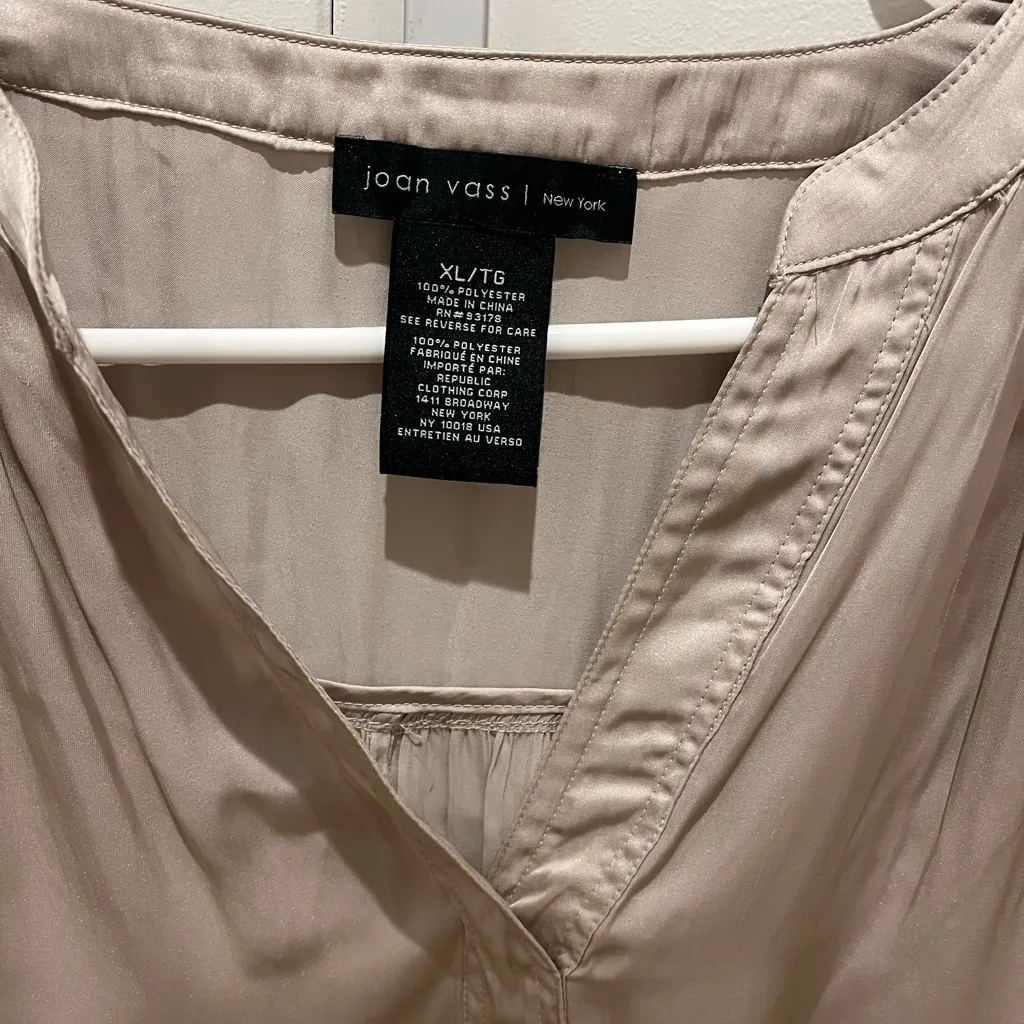 joan vass | New York
XL/TG
100% POLYESTER
MADE IN CHINA
RN#93178
SEE REVERSE FOR CARE
100% POLYESTER
FABRIQUÉ EN CHINE
IMPORTÉ PAR:
REPUBLIC
CLOTHING CORP
1411 BROADWAY
NEW YORK
NY 10018 USA
ENTRETIEN AU VERSO